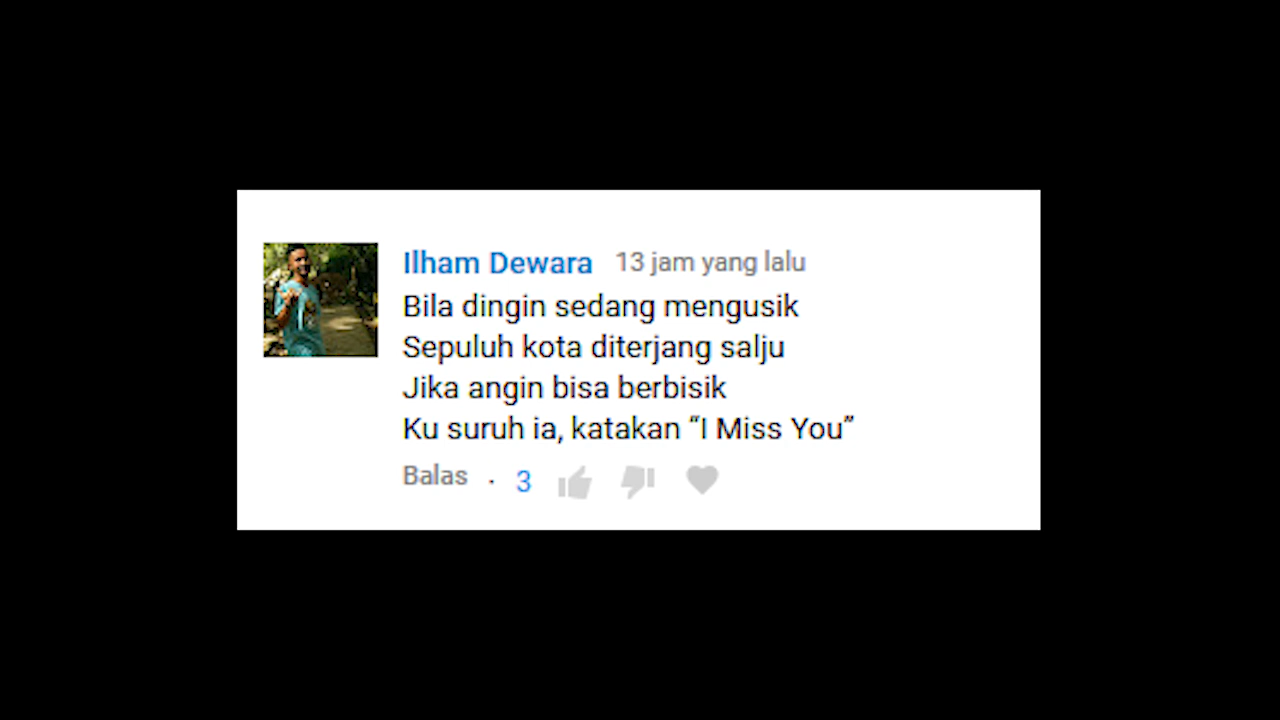 Ilham Dewara 13 jam yang lalu
Bila dingin sedang mengusik
Sepuluh kota diterjang salju
Jika angin bisa berbisik
Ku suruh ia, katakan “I Miss You”
Balas · 3